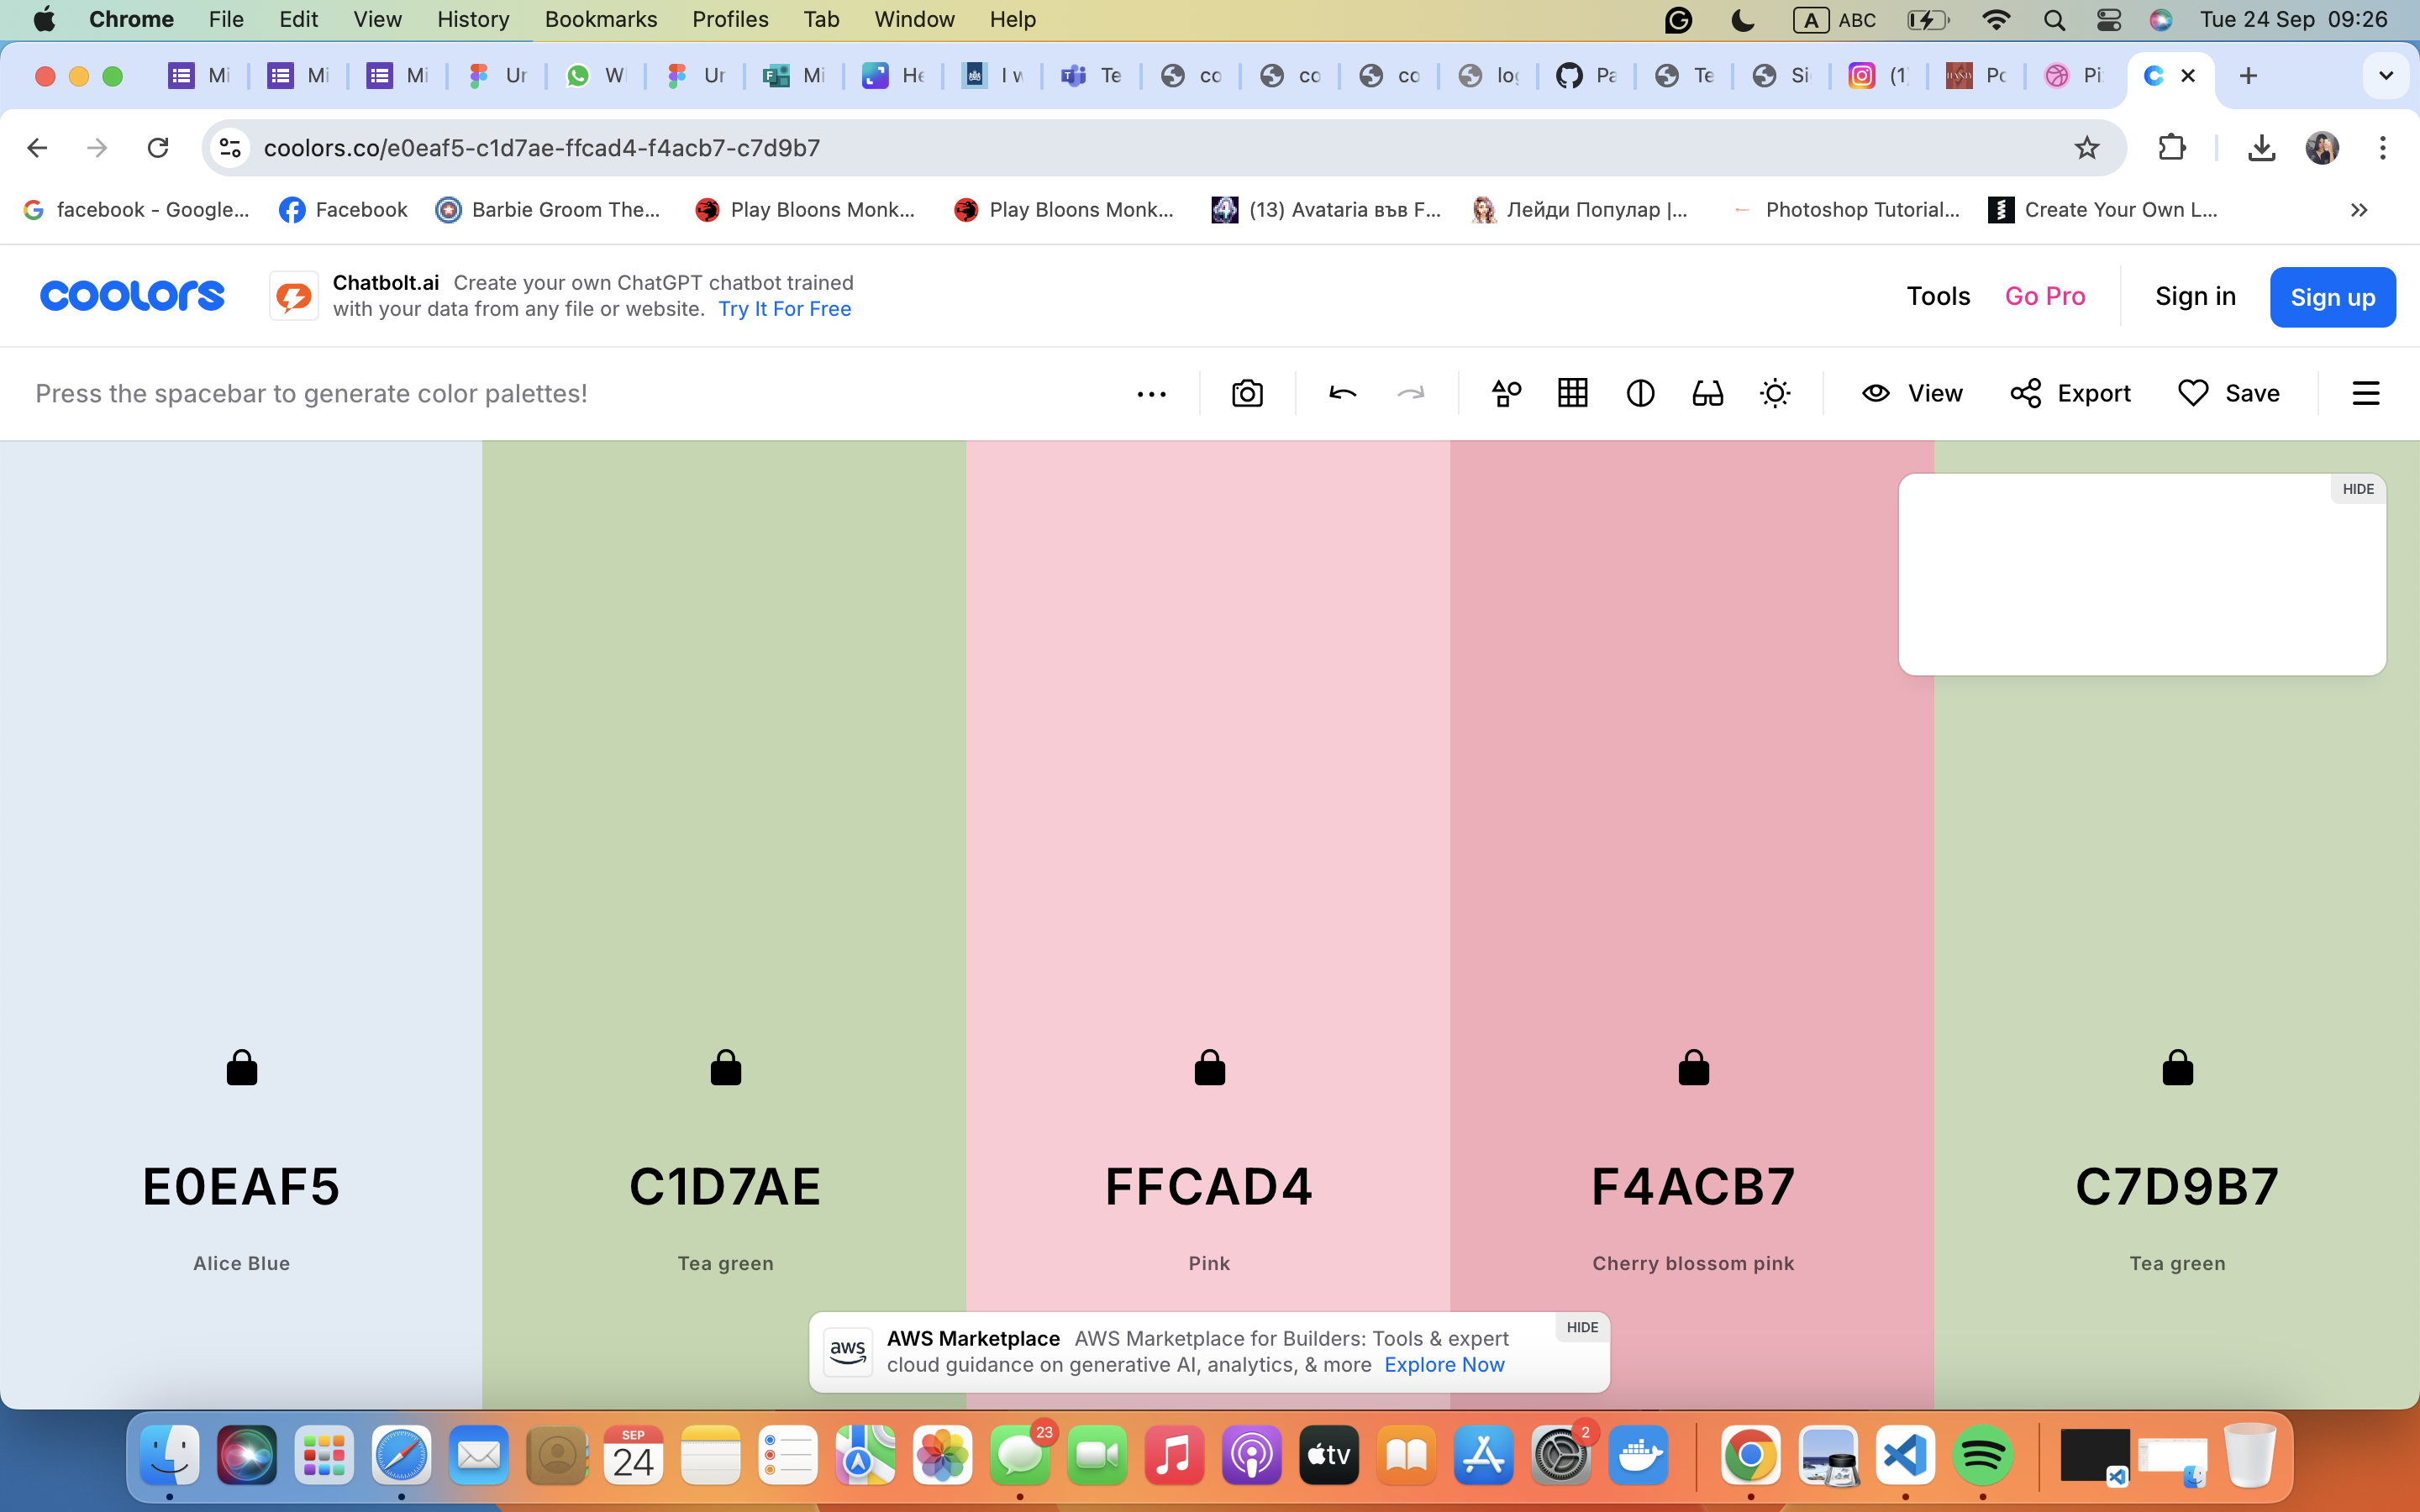 Chrome File Edit View History Bookmarks Profiles Tab Window Help A ABC Tue 24 Sep 09:26
Mi Mi Mi Ur W Ur Mi He I w Te co co co log Pa Te Si (1) Po Pi
coolors.co/e0eaf5-c1d7ae-ffcad4-f4acb7-c7d9b7
facebook - Google... Facebook Barbie Groom The... Play Bloons Monk... Play Bloons Monk... (13) Avataria във F... Лейди Популар |... Photoshop Tutorial... Create Your Own L...
coolors
Chatbolt.ai Create your own ChatGPT chatbot trained
with your data from any file or website. Try It For Free
Tools Go Pro Sign in Sign up
Press the spacebar to generate color palettes!
View Export Save
HIDE
E0EAF5 C1D7AE FFCAD4 F4ACB7 C7D9B7
Alice Blue Tea green Pink Cherry blossom pink Tea green
HIDE
aws
AWS Marketplace AWS Marketplace for Builders: Tools & expert
cloud guidance on generative AI, analytics, & more Explore Now
SEP
24
23
tv
2